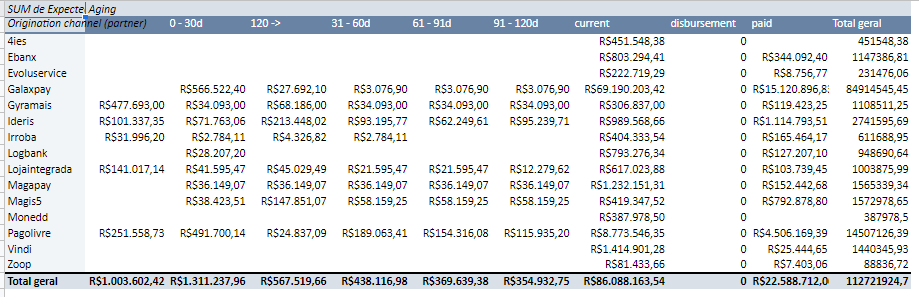 SUM de Expecte Aging
Origination channel (partner) 0 - 30d 120 -> 31 - 60d 61 - 91d 91 - 120d current disbursement paid Total geral
4ies R$451.548,38 0 451548,38
Ebanx R$803.294,41 0 R$344.092,40 1147386,81
Evoluservice R$222.719,29 0 R$8.756,77 231476,06
Galaxpay R$566.522,40 R$27.692,10 R$3.076,90 R$3.076,90 R$3.076,90 R$69.190.203,42 0 R$15.120.896,8 84914545,45
Gyramais R$477.693,00 R$34.093,00 R$68.186,00 R$34.093,00 R$34.093,00 R$34.093,00 R$306.837,00 0 R$119.423,25 1108511,25
Ideris R$101.337,35 R$71.763,06 R$213.448,02 R$93.195,77 R$62.249,61 R$95.239,71 R$989.568,66 0 R$1.114.793,51 2741595,69
Irroba R$31.996,20 R$2.784,11 R$4.326,82 R$2.784,11 R$404.333,54 0 R$165.464,17 611688,95
Logbank R$28.207,20 R$793.276,34 0 R$127.207,10 948690,64
Lojaintegrada R$141.017,14 R$41.595,47 R$45.029,49 R$21.595,47 R$21.595,47 R$12.279,62 R$617.023,88 0 R$103.739,45 1003875,99
Magapay R$36.149,07 R$36.149,07 R$36.149,07 R$36.149,07 R$36.149,07 R$1.232.151,31 0 R$152.442,68 1565339,34
Magis5 R$38.423,51 R$147.851,07 R$58.159,25 R$58.159,25 R$58.159,25 R$419.347,52 0 R$792.878,80 1572978,65
Monedd R$387.978,50 0 387978,5
Pagolivre R$251.558,73 R$491.700,14 R$24.837,09 R$189.063,41 R$154.316,08 R$115.935,20 R$8.773.546,35 0 R$4.506.169,39 14507126,39
Vindi R$1.414.901,28 0 R$25.444,65 1440345,93
Zoop R$81.433,66 0 R$7.403,06 88836,72
Total geral R$1.003.602,42 R$1.311.237,96 R$567.519,66 R$438.116,98 R$369.639,38 R$354.932,75 R$86.088.163,54 0 R$22.588.712,0 112721924,7